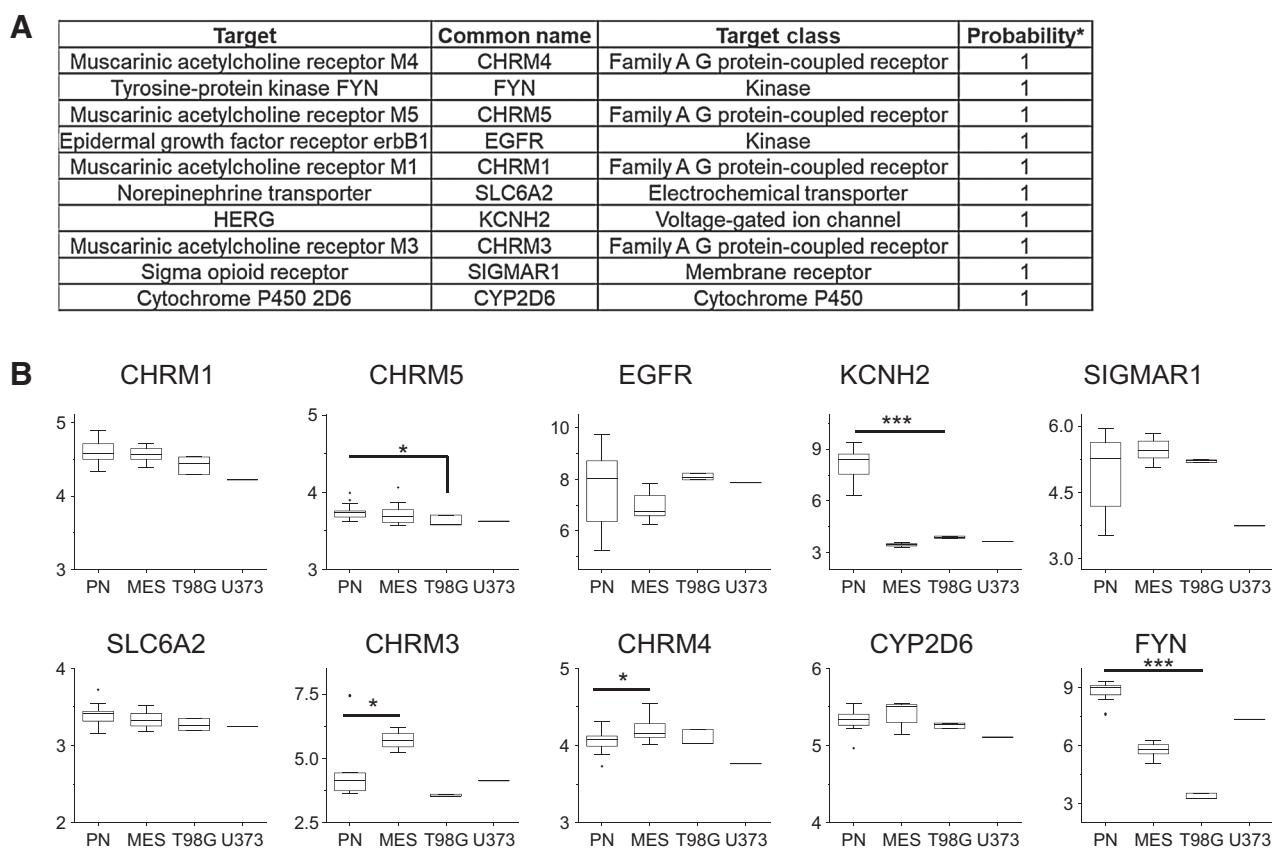 A
Target Common name Target class Probability*
Muscarinic acetylcholine receptor M4 CHRM4 Family A G protein-coupled receptor 1
Tyrosine-protein kinase FYN FYN Kinase 1
Muscarinic acetylcholine receptor M5 CHRM5 Family A G protein-coupled receptor 1
Epidermal growth factor receptor erbB1 EGFR Kinase 1
Muscarinic acetylcholine receptor M1 CHRM1 Family A G protein-coupled receptor 1
Norepinephrine transporter SLC6A2 Electrochemical transporter 1
HERG KCNH2 Voltage-gated ion channel 1
Muscarinic acetylcholine receptor M3 CHRM3 Family A G protein-coupled receptor 1
Sigma opioid receptor SIGMAR1 Membrane receptor 1
Cytochrome P450 2D6 CYP2D6 Cytochrome P450 1
B
CHRM1
5
4
3
PN MES T98G U373
CHRM5
5
4
3
*
PN MES T98G U373
EGFR
10
8
6
PN MES T98G U373
KCNH2
9
6
3
***
PN MES T98G U373
SIGMAR1
6.0
4.5
3.0
PN MES T98G U373
SLC6A2
4
3
2
PN MES T98G U373
CHRM3
7.5
5.0
2.5
*
PN MES T98G U373
CHRM4
5
4
3
*
PN MES T98G U373
CYP2D6
6
5
4
PN MES T98G U373
FYN
9
6
3
***
PN MES T98G U373